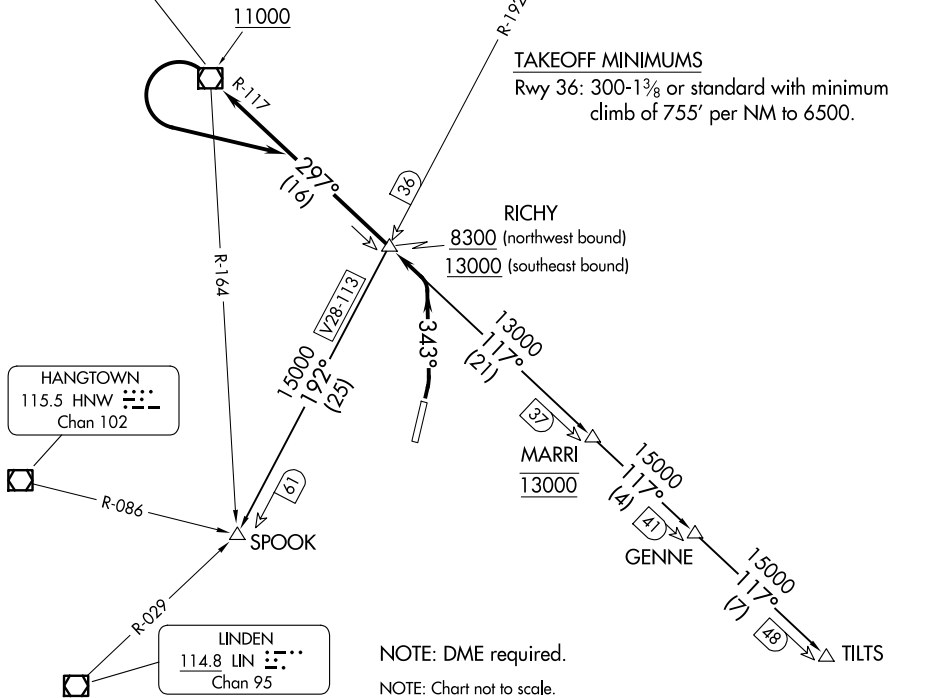 11000
R-192
TAKEOFF MINIMUMS
Rwy 36: 300-1⅜ or standard with minimum
climb of 755' per NM to 6500.
R-117
297°
(16)
36
RICHY
8300 (northwest bound)
13000 (southeast bound)
R-164
V28-113
15000
192°
(25)
343°
13000
117°
(21)
HANGTOWN
115.5 HNW
Chan 102
37
MARRI
13000
15000
117°
(4)
R-086
61
SPOOK
41
GENNE
15000
117°
(7)
R-029
48
TILTS
LINDEN
114.8 LIN
Chan 95
NOTE: DME required.
NOTE: Chart not to scale.